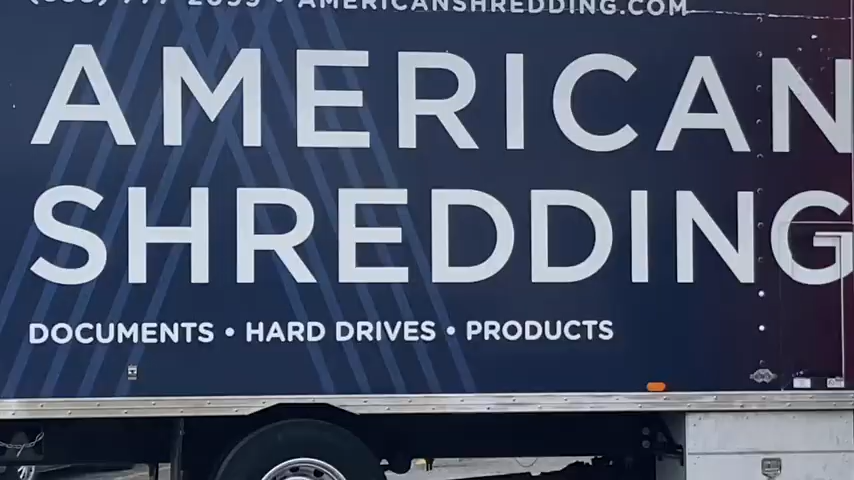 • AMERICANSHREDDING.COM
AMERICAN
SHREDDING
DOCUMENTS • HARD DRIVES • PRODUCTS